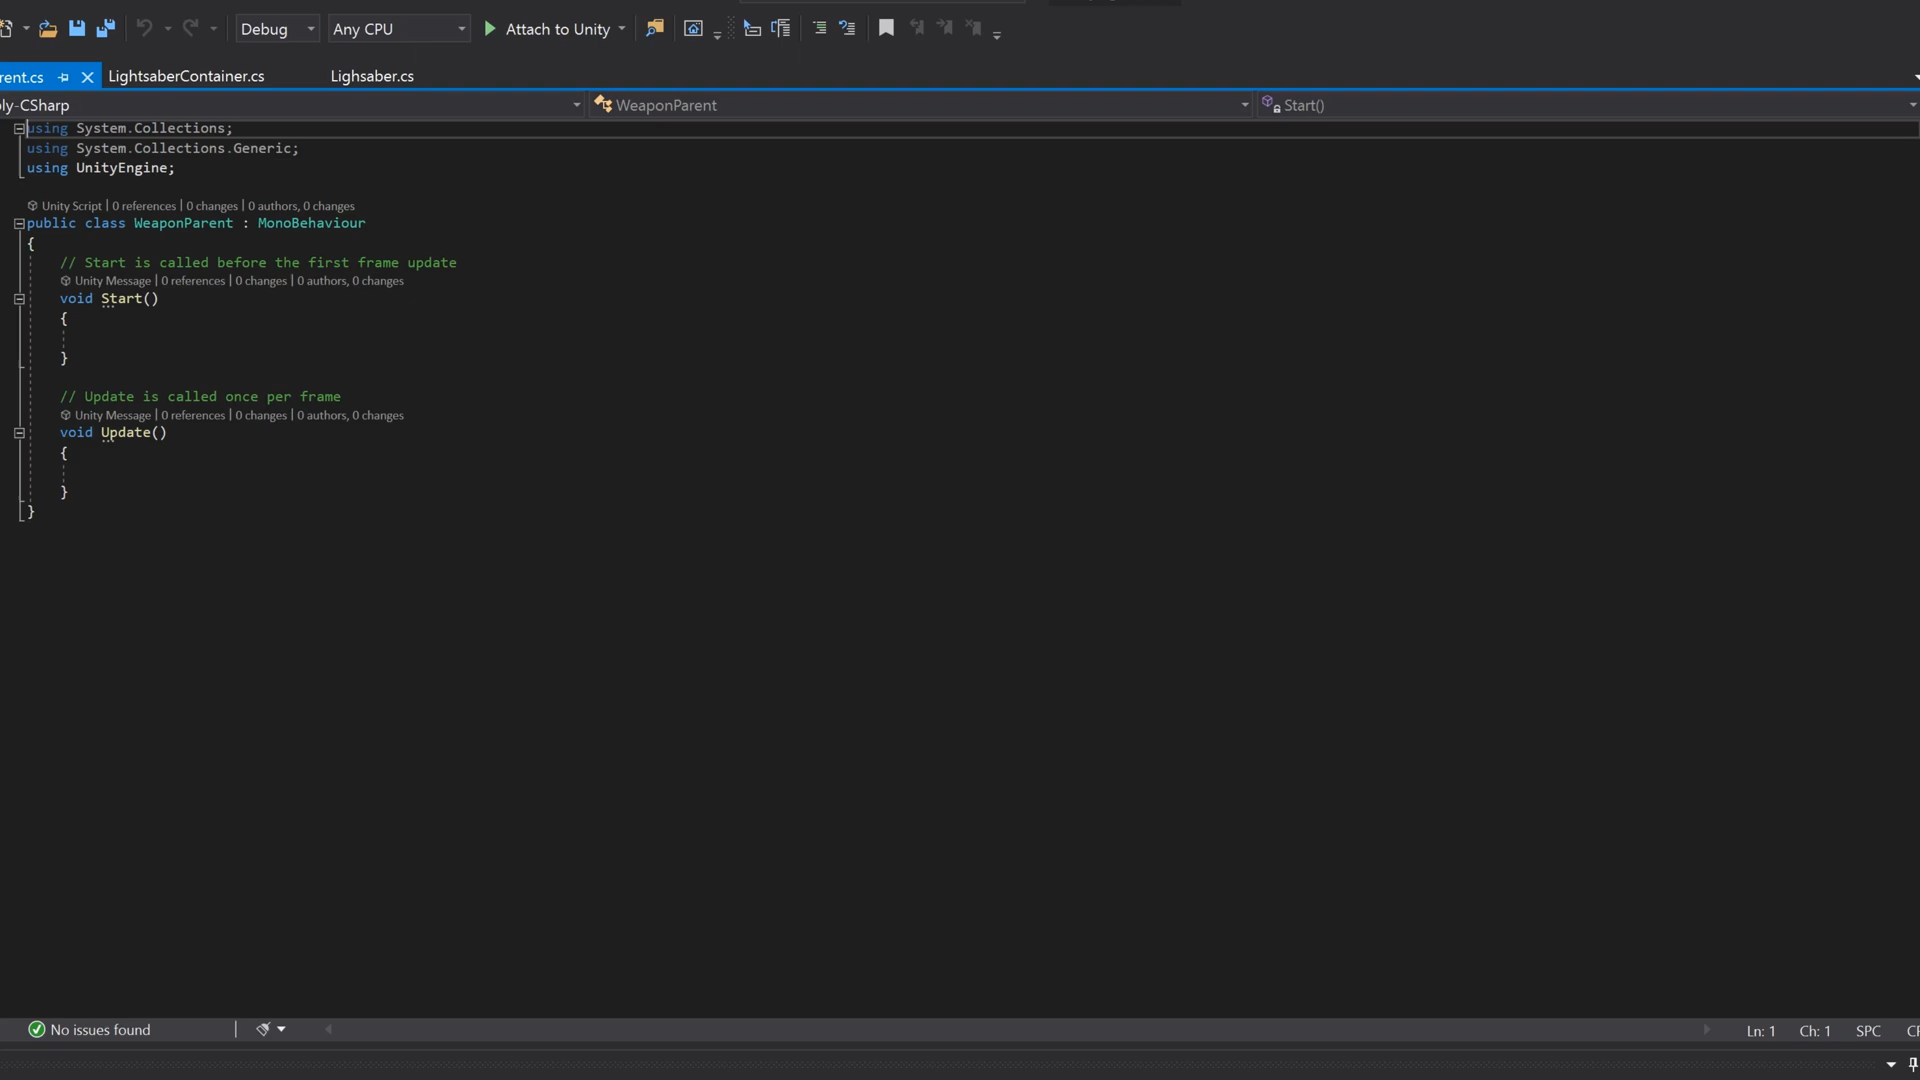 Debug Any CPU Attach to Unity
rent.cs LightsaberContainer.cs Lighsaber.cs
ly-CSharp WeaponParent Start()
using System.Collections;
using System.Collections.Generic;
using UnityEngine;
Unity Script | 0 references | 0 changes | 0 authors, 0 changes
public class WeaponParent : MonoBehaviour
{
// Start is called before the first frame update
Unity Message | 0 references | 0 changes | 0 authors, 0 changes
void Start()
{
}
// Update is called once per frame
Unity Message | 0 references | 0 changes | 0 authors, 0 changes
void Update()
{
}
}
No issues found Ln: 1 Ch: 1 SPC